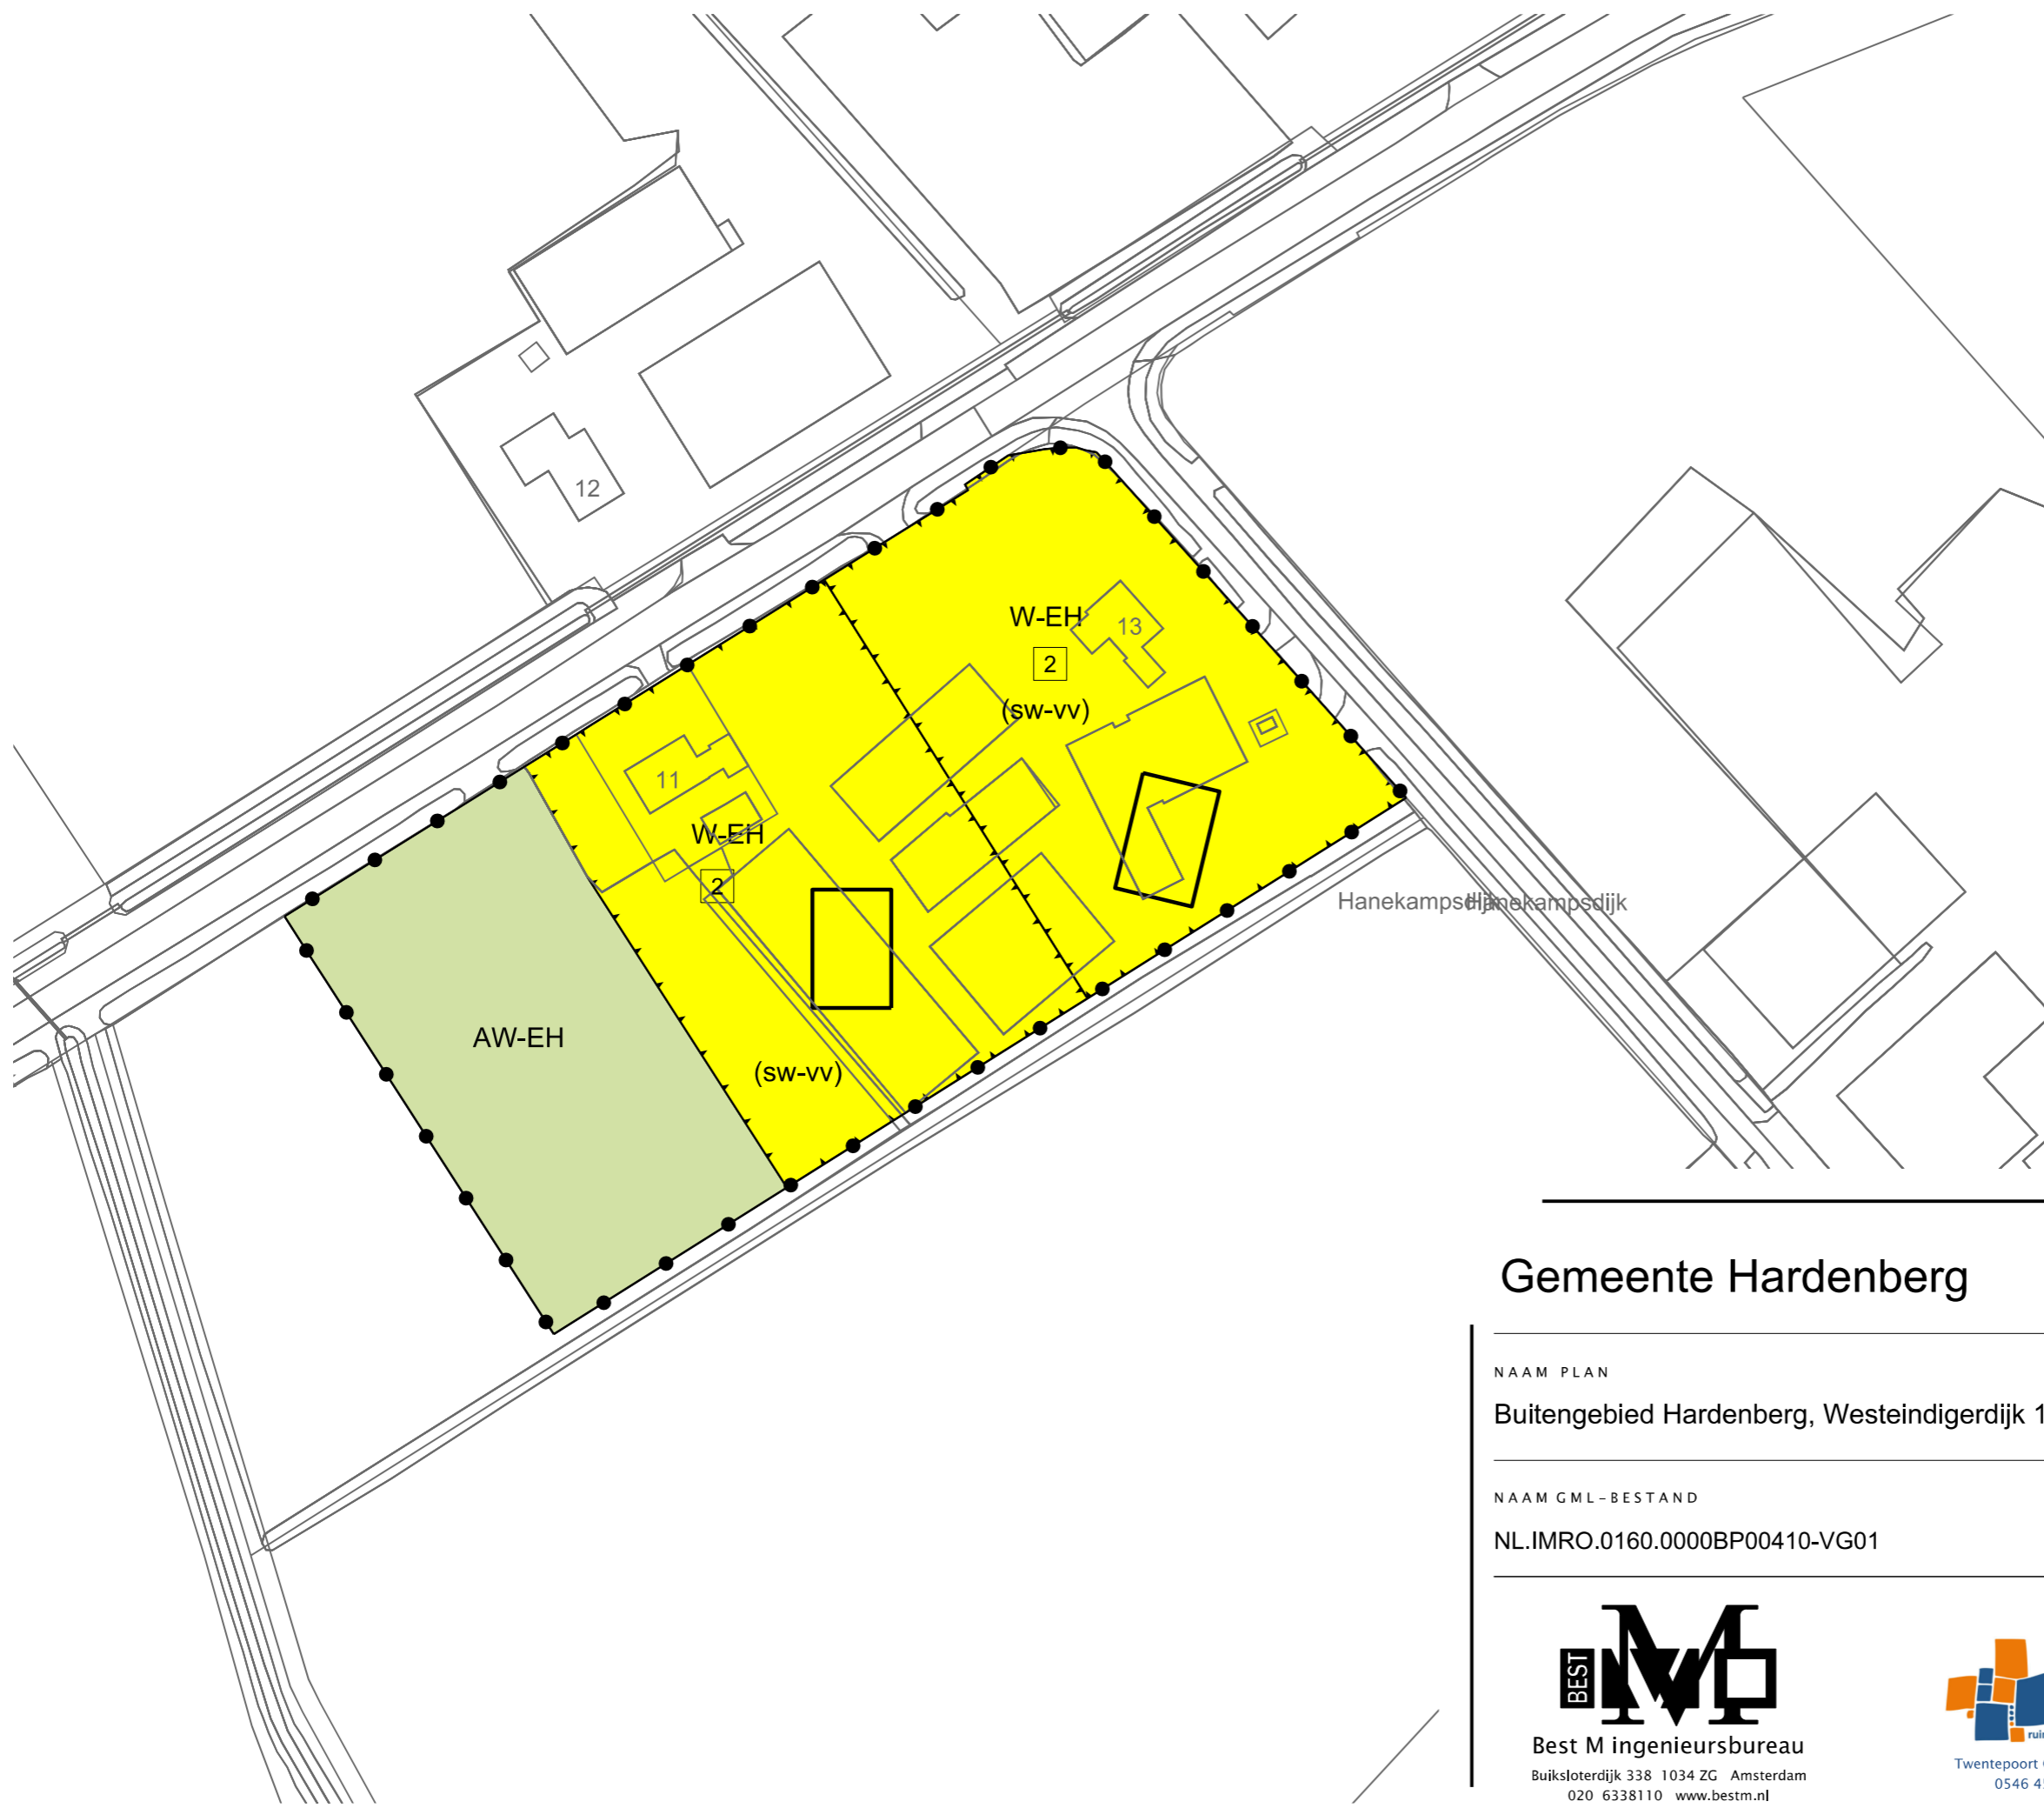 12
W-EH
13
2
(sw-vv)
11
W-EH
2
Hanekampsdijk
Hanekampsdijk
AW-EH
(sw-vv)
Gemeente Hardenberg
NAAM PLAN
Buitengebied Hardenberg, Westeindigerdijk 1
NAAM GML-BESTAND
NL.IMRO.0160.0000BP00410-VG01
BEST
M
Best M ingenieursbureau
Buiksloterdijk 338 1034 ZG Amsterdam
020 6338110 www.bestm.nl
Twentepoort
0546